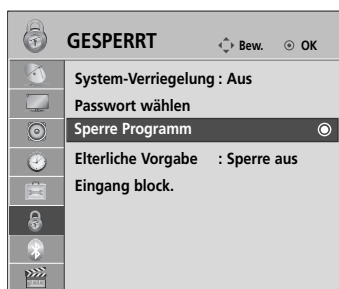 GESPERRT
Bew.
OK
System-Verriegelung : Aus
Passwort wählen
Sperre Programm
Elterliche Vorgabe : Sperre aus
Eingang block.